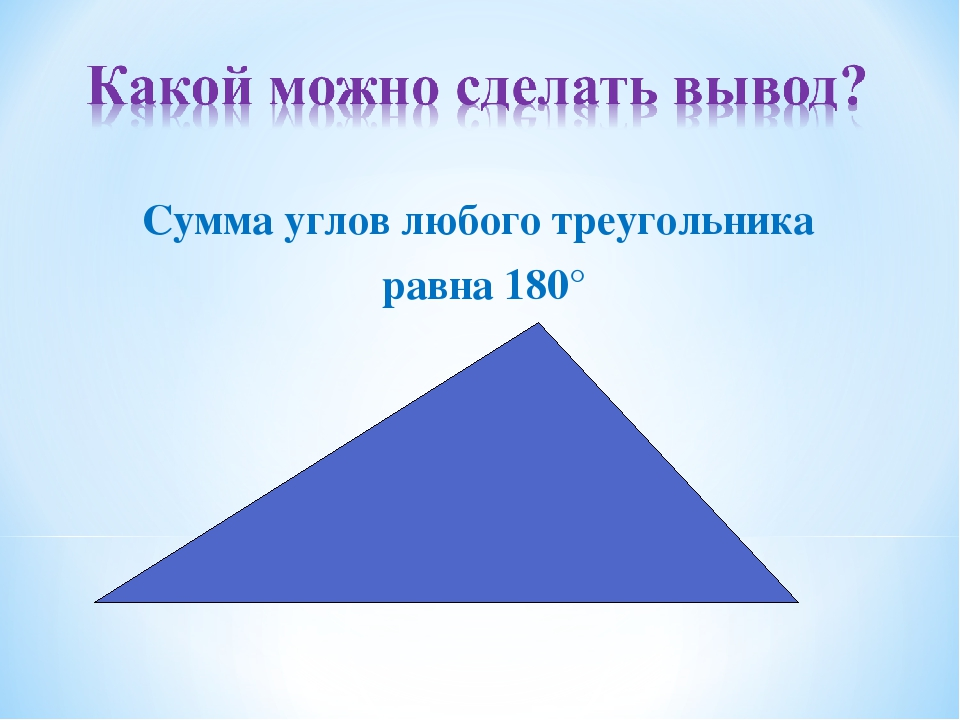 Какой можно сделать вывод?
Сумма углов любого треугольника
равна 180°